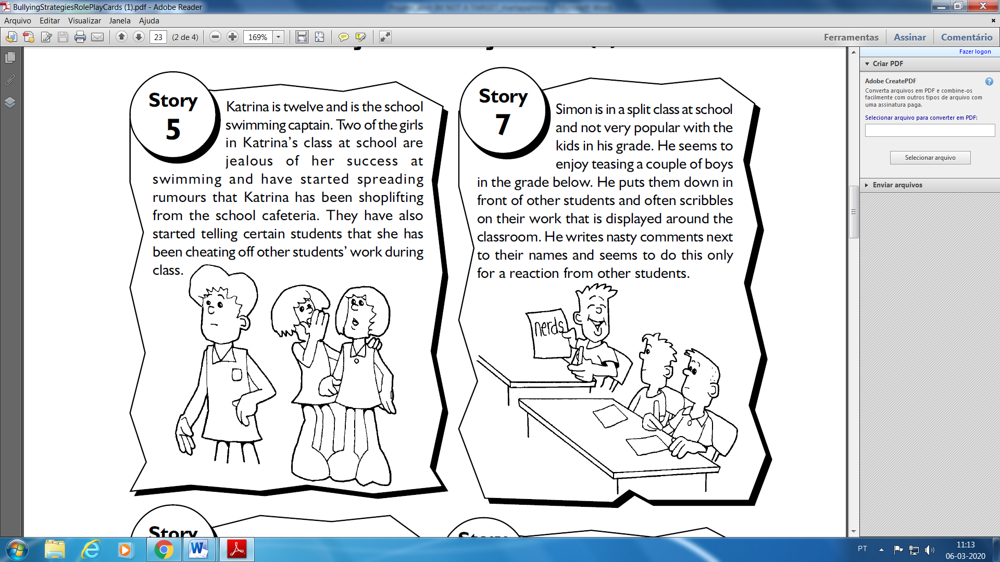 BullyingStrategiesRolePlayCards (1).pdf - Adobe Reader
Arquivo Editar Visualizar Janela Ajuda
23 (2 de 4) 169% Ferramentas Assinar Comentário
Fazer logon
Criar PDF
Adobe CreatePDF
Converta arquivos em PDF e combine-os
facilmente com outros tipos de arquivo com
uma assinatura paga.
Selecionar arquivo para converter em PDF:
Selecionar arquivo
Enviar arquivos
Story
5
Katrina is twelve and is the school
swimming captain. Two of the girls
in Katrina’s class at school are
jealous of her success at
swimming and have started spreading
rumours that Katrina has been shoplifting
from the school cafeteria. They have also
started telling certain students that she has
been cheating off other students’ work during
class.
Story
7
Simon is in a split class at school
and not very popular with the
kids in his grade. He seems to
enjoy teasing a couple of boys
in the grade below. He puts them down in
front of other students and often scribbles
on their work that is displayed around the
classroom. He writes nasty comments next
to their names and seems to do this only
for a reaction from other students.
nerds
Story
Story
PT
11:13
06-03-2020